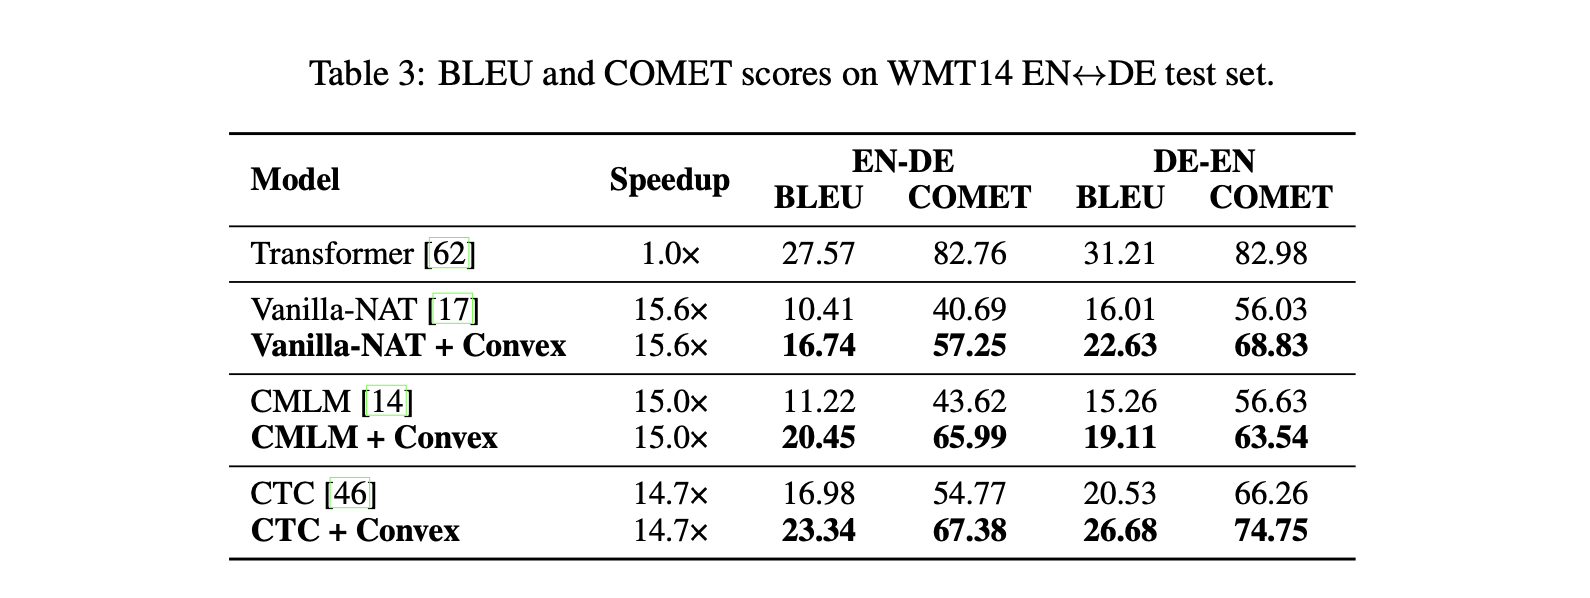 Table 3: BLEU and COMET scores on WMT14 EN↔DE test set.
Model Speedup EN-DE DE-EN
BLEU COMET BLEU COMET
Transformer [62] 1.0× 27.57 82.76 31.21 82.98
Vanilla-NAT [17] 15.6× 10.41 40.69 16.01 56.03
Vanilla-NAT + Convex 15.6× 16.74 57.25 22.63 68.83
CMLM [14] 15.0× 11.22 43.62 15.26 56.63
CMLM + Convex 15.0× 20.45 65.99 19.11 63.54
CTC [46] 14.7× 16.98 54.77 20.53 66.26
CTC + Convex 14.7× 23.34 67.38 26.68 74.75